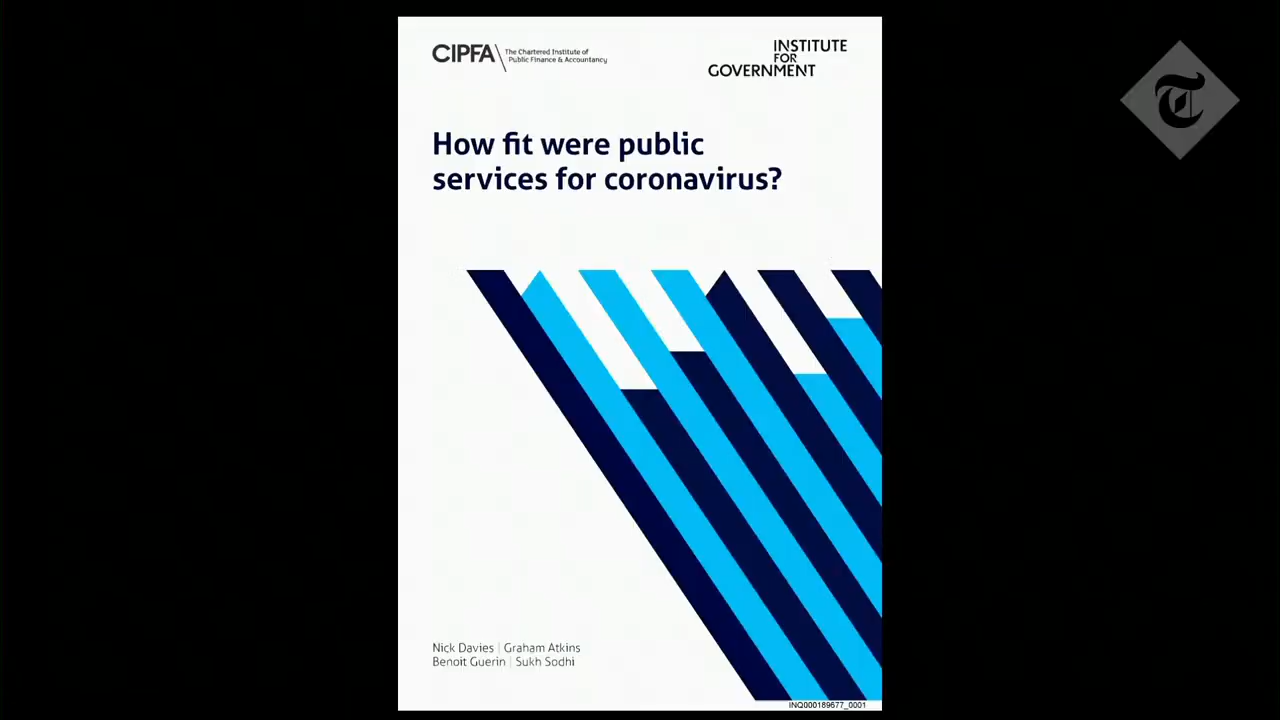 CIPFA
The Chartered Institute of
Public Finance & Accountancy
INSTITUTE
FOR
GOVERNMENT
T
How fit were public
services for coronavirus?
Nick Davies | Graham Atkins
Benoit Guerin | Sukh Sodhi
INQ000189677_0001